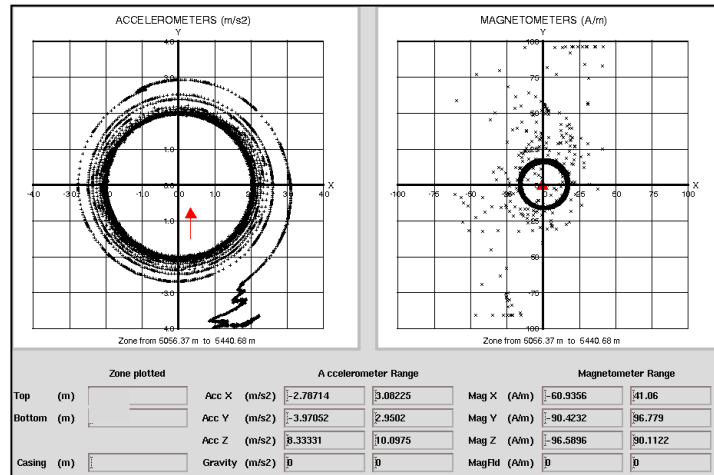 ACCELEROMETERS (m/s2)
Y
4.0
3.0
1.0
-4.0 -3.0 -2.0 -1.0 0.0 1.0 2.0 3.0 4.0 X
1.0
-3.0
4.0
Zone from 5056.37 m to 5440.68 m
MAGNETOMETERS (A/m)
Y
100
75
50
25
-100 -75 -50 -25 0.0 25 50 75 100 X
-25
-50
-75
-100
Zone from 5056.37 m to 5440.68 m
Zone plotted A ccelerometer Range Magnetometer Range
Top (m) Acc X (m/s2) -2.78714 3.08225 Mag X (A/m) -60.9356 41.06
Bottom (m) Acc Y (m/s2) -3.97052 2.9502 Mag Y (A/m) -90.4232 96.779
Acc Z (m/s2) 8.33331 10.0975 Mag Z (A/m) -96.5896 90.1122
Casing (m) Gravity (m/s2) 0 0 MagFld (A/m) 0 0